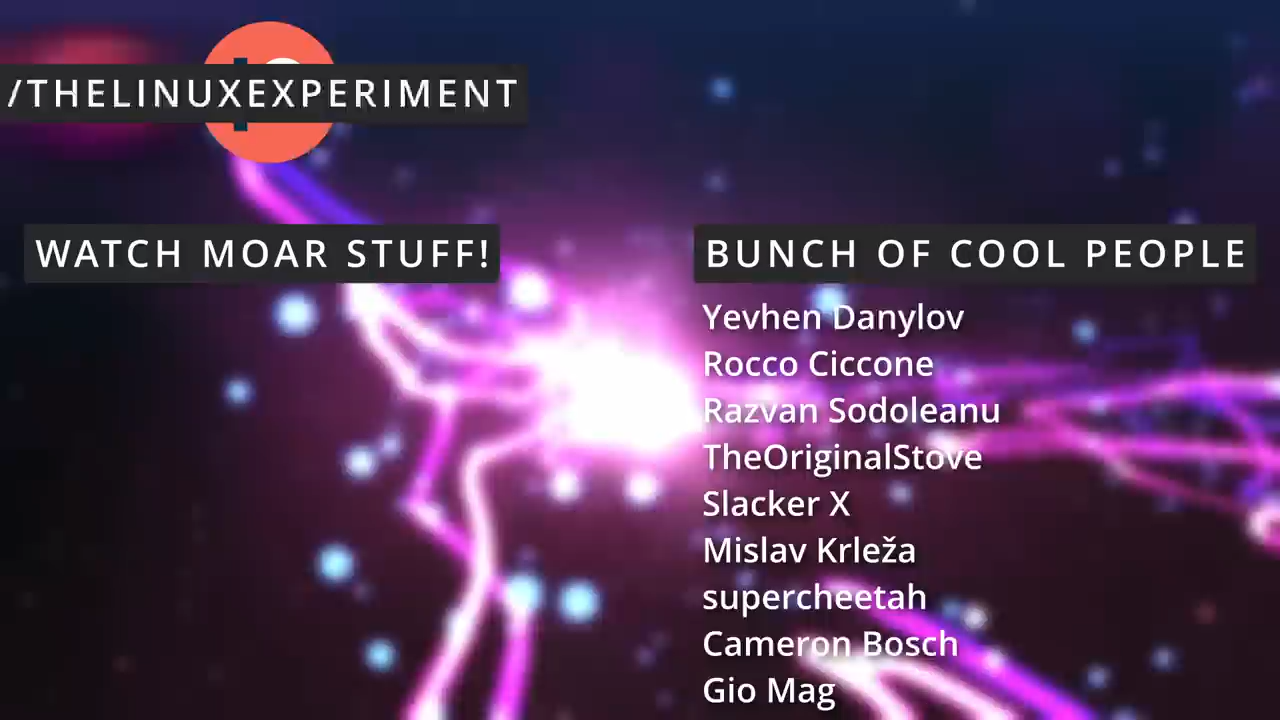 /THELINUXEXPERIMENT
WATCH MOAR STUFF!
BUNCH OF COOL PEOPLE
Yevhen Danylov
Rocco Ciccone
Razvan Sodoleanu
TheOriginalStove
Slacker X
Mislav Krleža
supercheetah
Cameron Bosch
Gio Mag